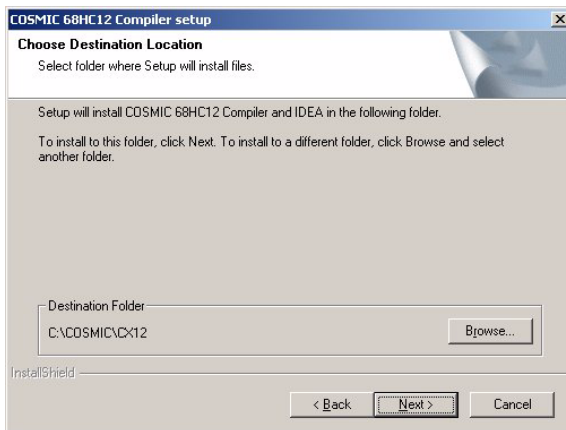 COSMIC 68HC12 Compiler setup
Choose Destination Location
Select folder where Setup will install files.
Setup will install COSMIC 68HC12 Compiler and IDEA in the following folder.
To install to this folder, click Next. To install to a different folder, click Browse and select
another folder.
Destination Folder
C:\COSMIC\CX12
Browse...
InstallShield
< Back
Next >
Cancel